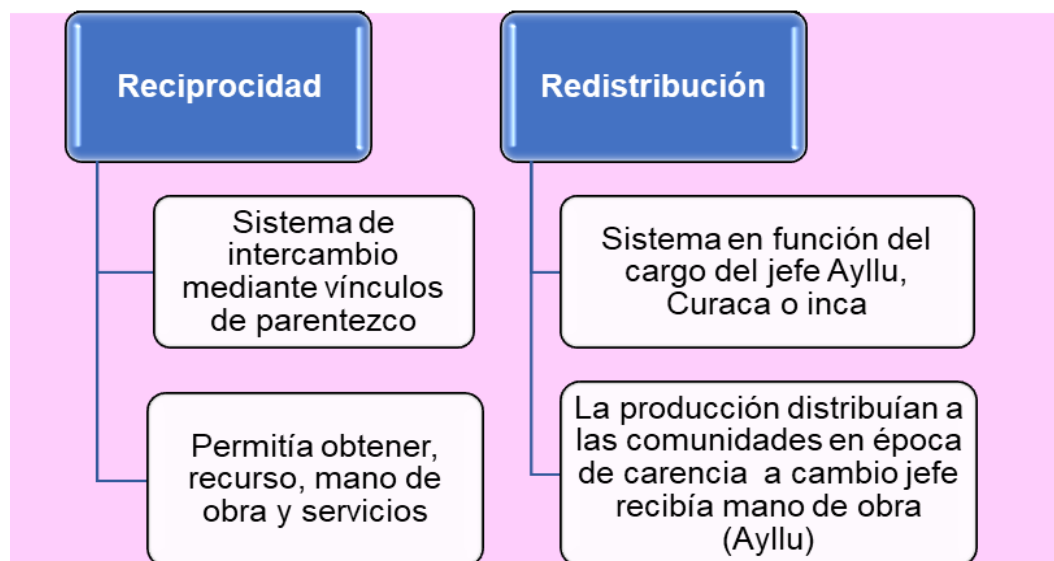 Reciprocidad
Sistema de
intercambio
mediante vínculos
de parentezco
Permitía obtener,
recurso, mano de
obra y servicios
Redistribución
Sistema en función del
cargo del jefe Ayllu,
Curaca o inca
La producción distribuían a
las comunidades en época
de carencia a cambio jefe
recibía mano de obra
(Ayllu)